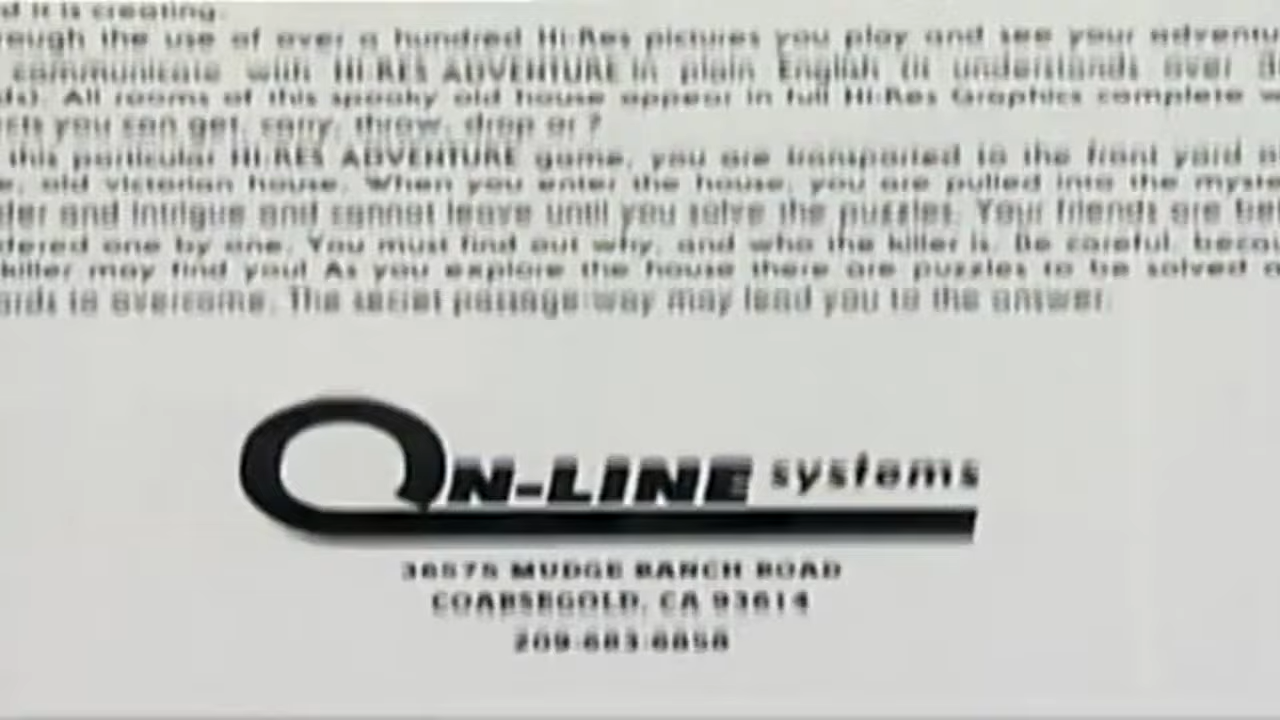 d it is creating.
rough the use of over a hundred Hi-Res pictures you play and see your adventu
communicate with HI-RES ADVENTURE in plain English (it understands over
ds). All rooms of this spooky old house appear in full Hi-Res Graphics complete w
cts you can get, carry, throw, drop or ?
this particular HI-RES ADVENTURE game, you are transported to the front yard o
e, old victorian house. When you enter the house, you are pulled into the myste
der and intrigue and cannot leave until you solve the puzzles. Your friends are bei
dered one by one. You must find out why, and who the killer is. Be careful, becau
killer may find you! As you explore the house there are puzzles to be solved a
ards to overcome. The secret passage-way may lead you to the answer.
ON-LINE systems
36575 MUDGE RANCH ROAD
COARSEGOLD, CA 93614
209-683-6858